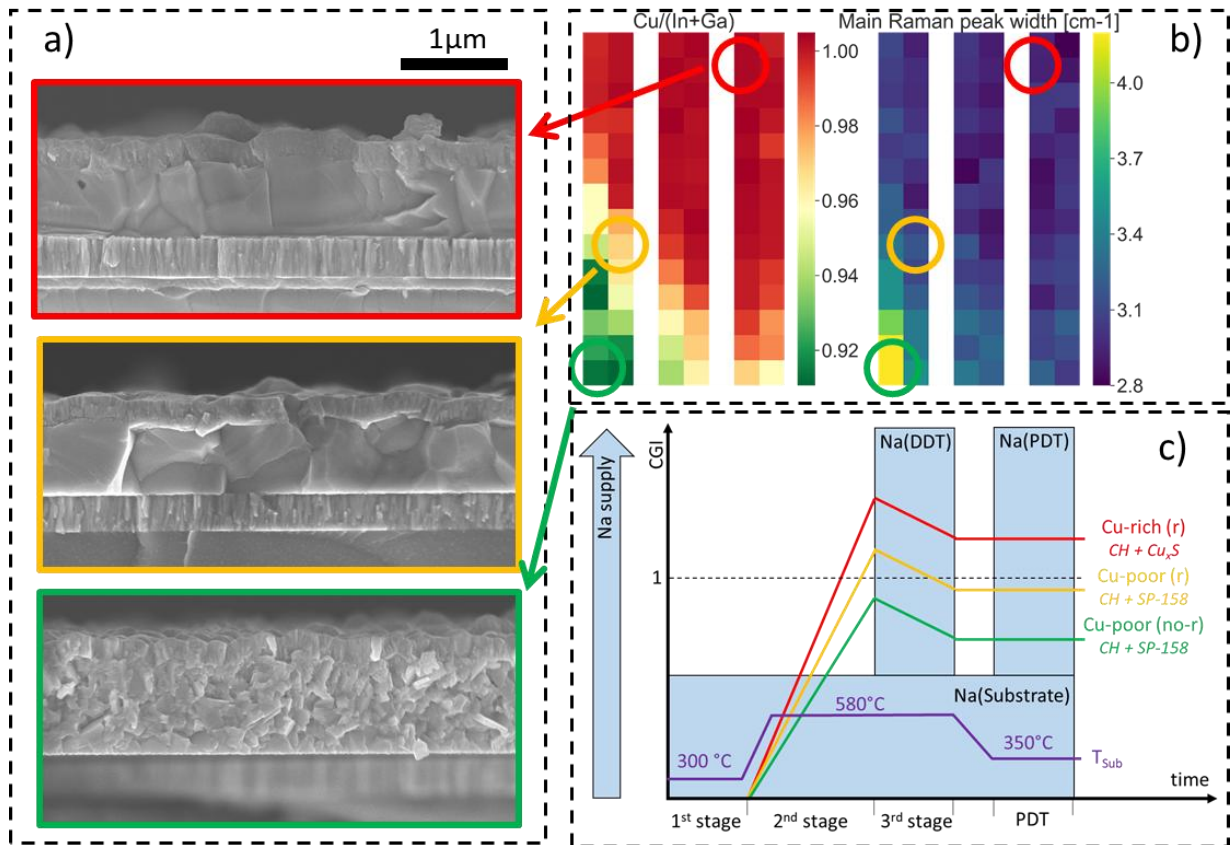 a)
1µm
Cu/(In+Ga)
1.00
0.98
0.96
0.94
0.92
Main Raman peak width [cm-1]
b)
4.0
3.7
3.4
3.1
2.8
c)
Na supply
CGI
1
Na(DDT)
Na(PDT)
Cu-rich (r)
CH + CuₓS
Cu-poor (r)
CH + SP-158
Cu-poor (no-r)
CH + SP-158
Na(Substrate)
300 °C
580°C
350°C
T_Sub
time
1st stage
2nd stage
3rd stage
PDT